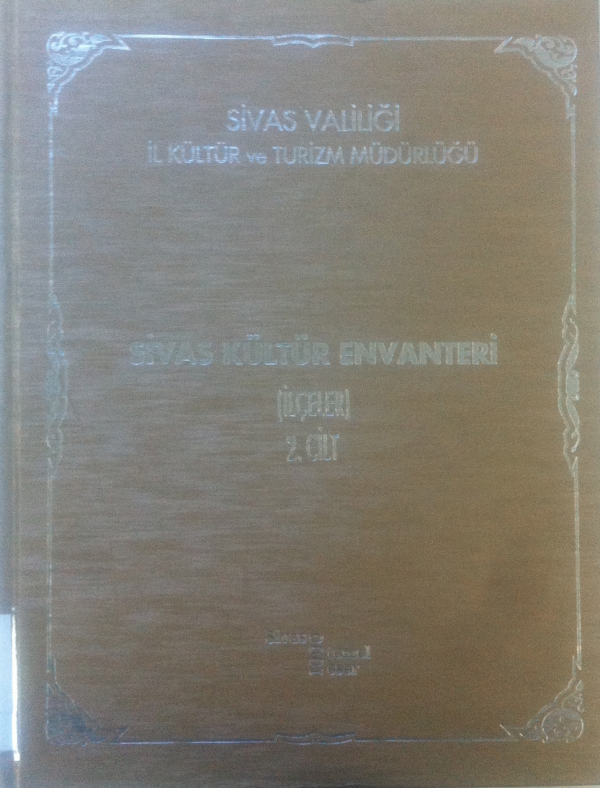 SİVAS VALİLİĞİ
İL KÜLTÜR ve TURİZM MÜDÜRLÜĞÜ
SİVAS KÜLTÜR ENVANTERİ
(İLÇELER)
2. CİLT